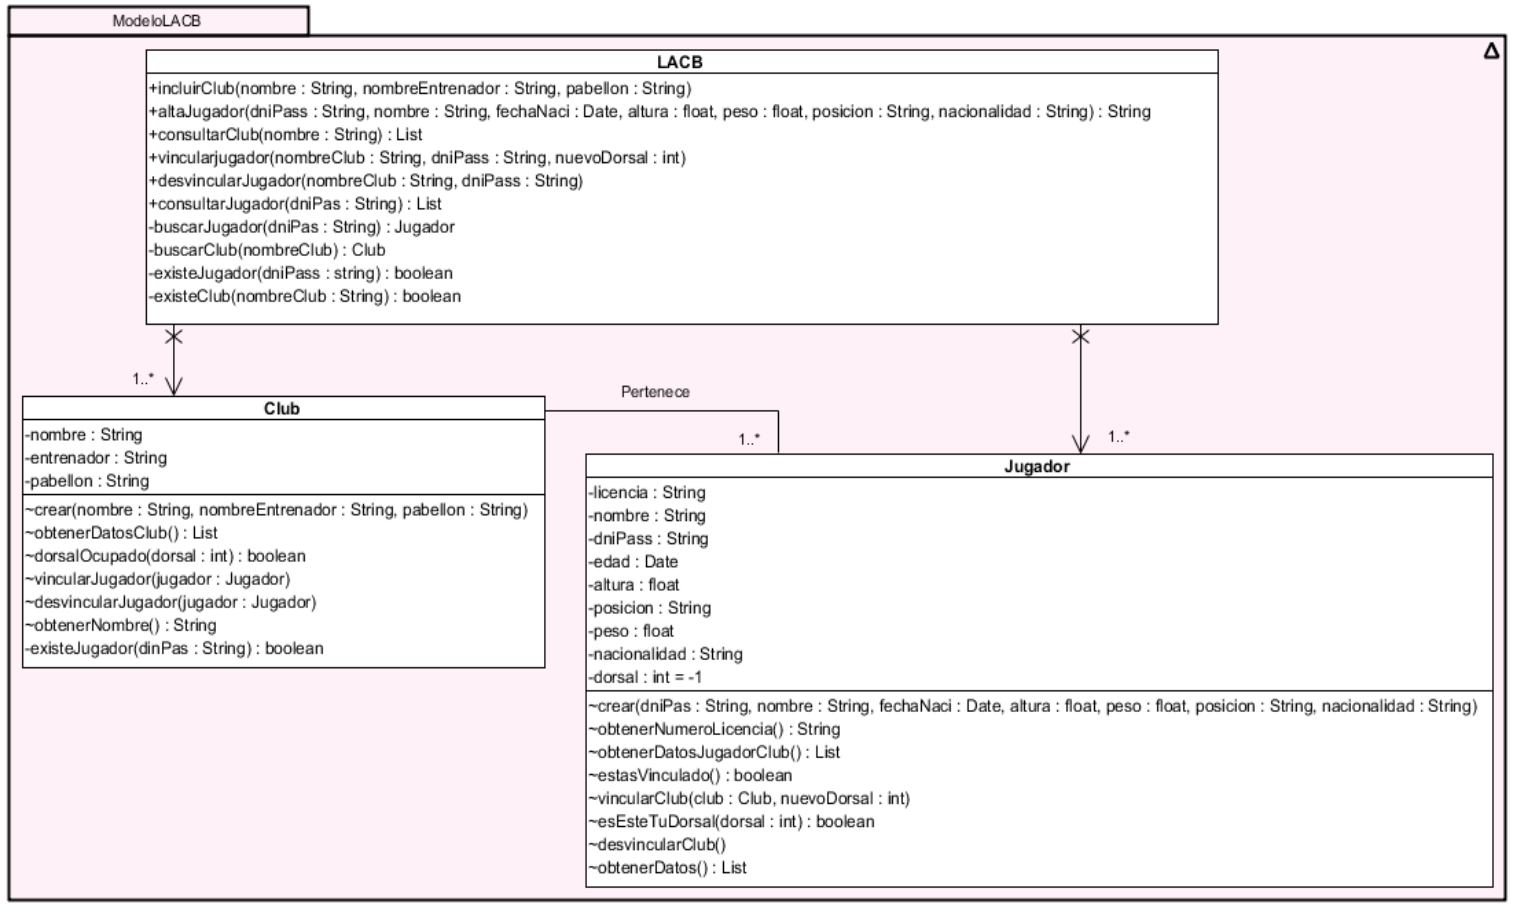 ModeloLACB
Δ
LACB
+incluirClub(nombre : String, nombreEntrenador : String, pabellon : String)
+altaJugador(dniPass : String, nombre : String, fechaNaci : Date, altura : float, peso : float, posicion : String, nacionalidad : String) : String
+consultarClub(nombre : String) : List
+vincularjugador(nombreClub : String, dniPass : String, nuevoDorsal : int)
+desvincularJugador(nombreClub : String, dniPass : String)
+consultarJugador(dniPas : String) : List
-buscarJugador(dniPas : String) : Jugador
-buscarClub(nombreClub) : Club
-existeJugador(dniPass : string) : boolean
-existeClub(nombreClub : String) : boolean
1..*
Pertenece
1..*
1..*
Club
-nombre : String
-entrenador : String
-pabellon : String
~crear(nombre : String, nombreEntrenador : String, pabellon : String)
~obtenerDatosClub() : List
~dorsalOcupado(dorsal : int) : boolean
~vincularJugador(jugador : Jugador)
~desvincularJugador(jugador : Jugador)
~obtenerNombre() : String
-existeJugador(dinPas : String) : boolean
Jugador
-licencia : String
-nombre : String
-dniPass : String
-edad : Date
-altura : float
-posicion : String
-peso : float
-nacionalidad : String
-dorsal : int = -1
~crear(dniPas : String, nombre : String, fechaNaci : Date, altura : float, peso : float, posicion : String, nacionalidad : String)
~obtenerNumeroLicencia() : String
~obtenerDatosJugadorClub() : List
~estasVinculado() : boolean
~vincularClub(club : Club, nuevoDorsal : int)
~esEsteTuDorsal(dorsal : int) : boolean
~desvincularClub()
~obtenerDatos() : List